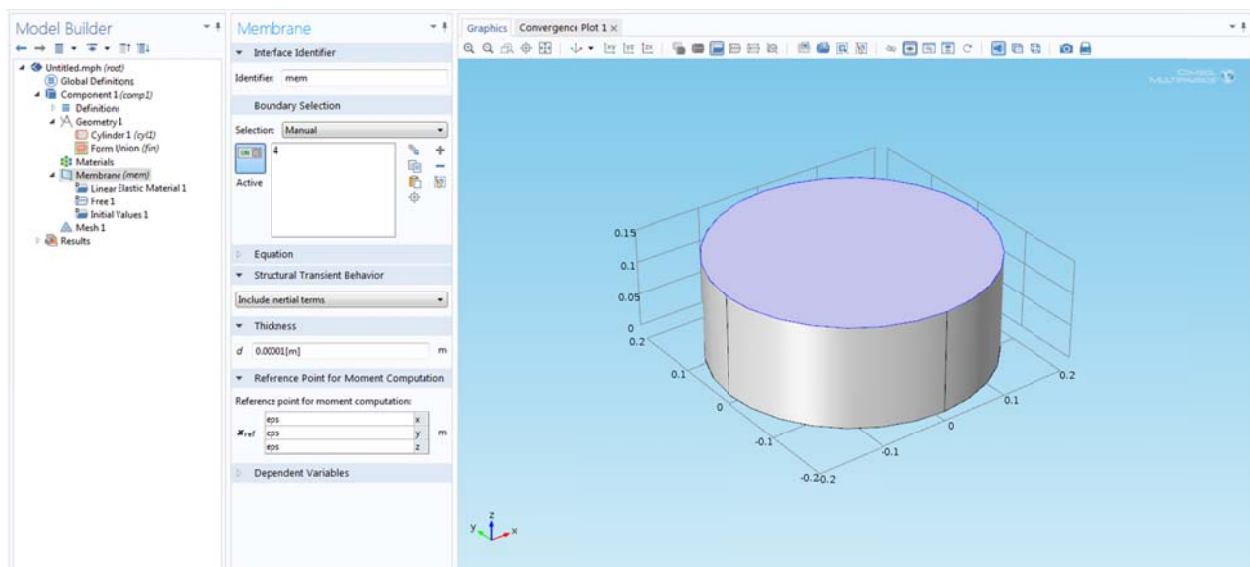 Model Builder
Untitled.mph (root)
Global Definitions
Component 1 (comp1)
Definitions
Geometry1
Cylinder 1 (cyl1)
Form Union (fin)
Materials
Membrane (mem)
Linear Elastic Material 1
Free 1
Initial Values 1
Mesh 1
Results
Membrane
Interface Identifier
Identifier: mem
Boundary Selection
Selection: Manual
4
Active
Equation
Structural Transient Behavior
Include nertial terms
Thickness
d 0.00001[m] m
Reference Point for Moment Computation
Reference point for moment computation:
eps x
xref eps y m
eps z
Dependent Variables
Graphics Convergence Plot 1
0.15
0.1
0.05
0
0.2
0.1
0
-0.1
-0.2
0.2
0.1
0
-0.1
-0.2
z
y x